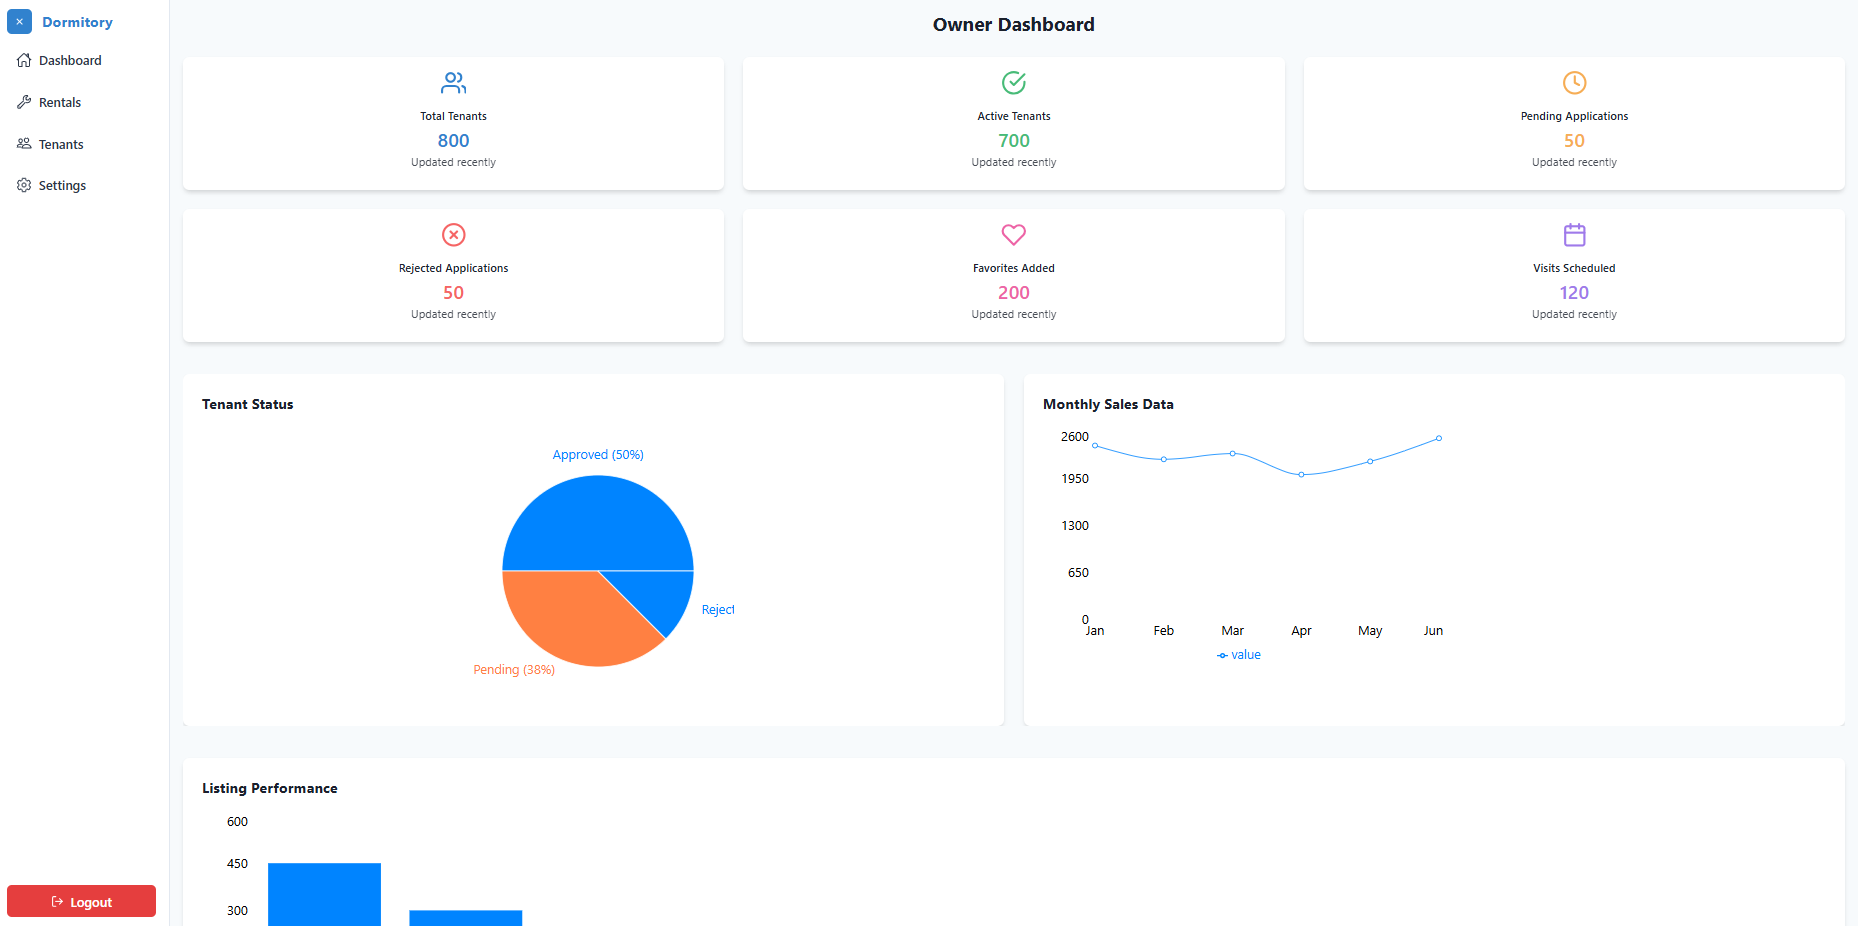 Dormitory
Dashboard
Rentals
Tenants
Settings
Logout
Owner Dashboard
Total Tenants
800
Updated recently
Active Tenants
700
Updated recently
Pending Applications
50
Updated recently
Rejected Applications
50
Updated recently
Favorites Added
200
Updated recently
Visits Scheduled
120
Updated recently
Tenant Status
Approved (50%)
Reject
Pending (38%)
Monthly Sales Data
2600
1950
1300
650
0
Jan Feb Mar Apr May Jun
value
Listing Performance
600
450
300